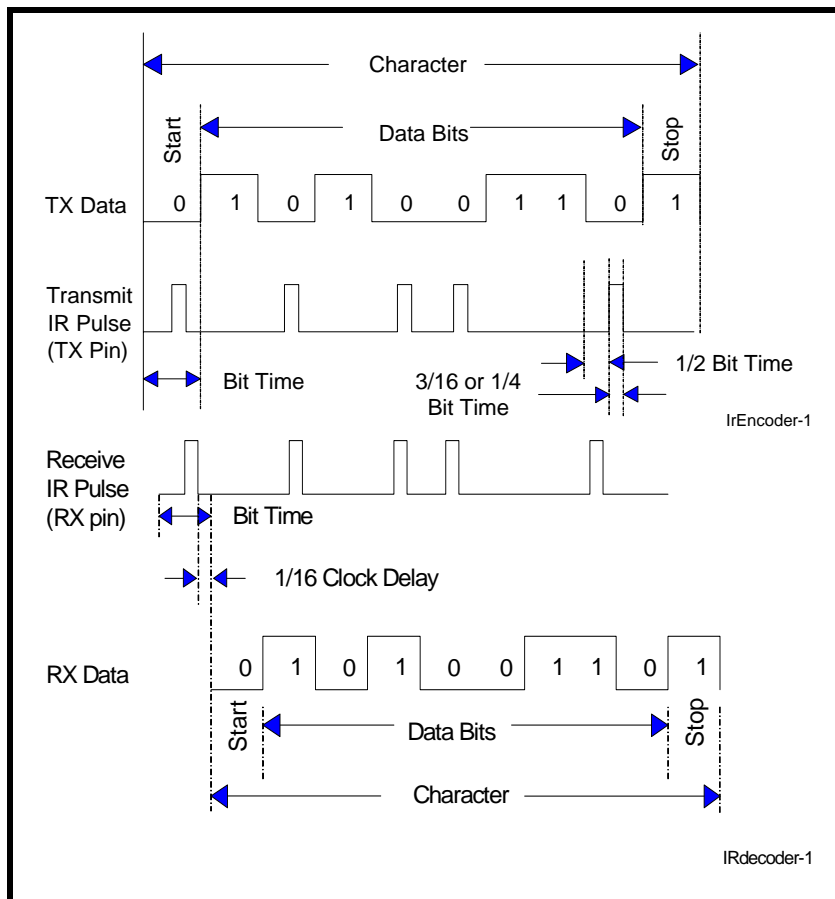 Character
Start
Data Bits
Stop
TX Data
0 1 0 1 0 0 1 1 0 1
Transmit
IR Pulse
(TX Pin)
Bit Time
3/16 or 1/4
Bit Time
1/2 Bit Time
IrEncoder-1
Receive
IR Pulse
(RX pin)
Bit Time
1/16 Clock Delay
RX Data
0 1 0 1 0 0 1 1 0 1
Start
Data Bits
Stop
Character
IRdecoder-1